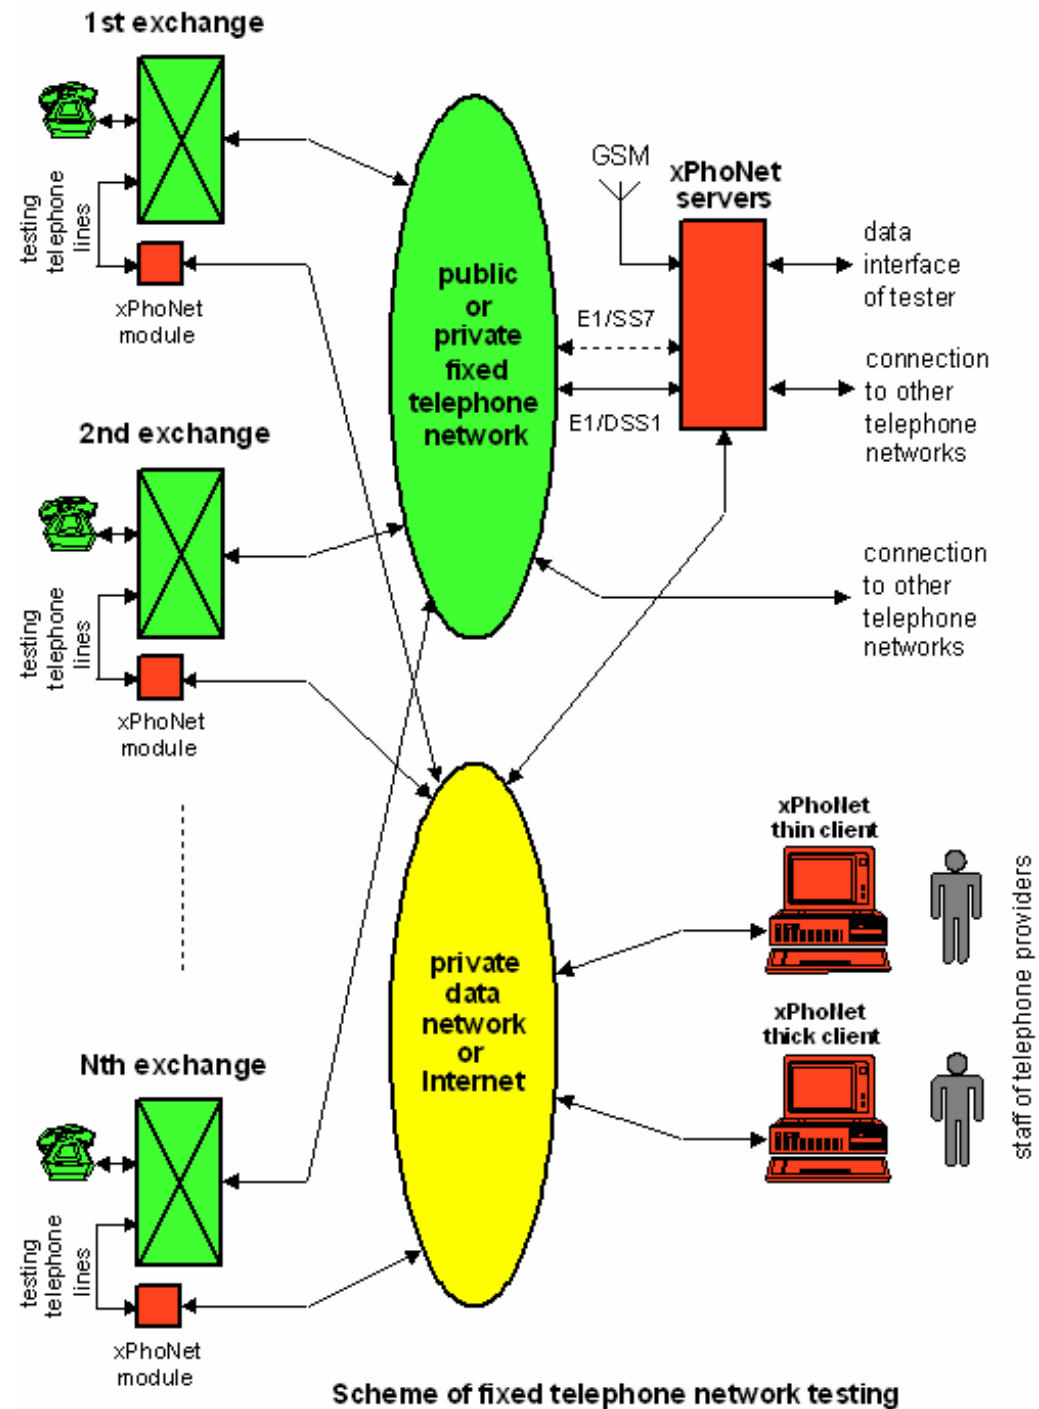 1st exchange
testing
telephone
lines
xPhoNet
module
2nd exchange
testing
telephone
lines
xPhoNet
module
Nth exchange
testing
telephone
lines
xPhoNet
module
public
or
private
fixed
telephone
network
GSM
xPhoNet
servers
E1/SS7
E1/DSS1
data
interface
of tester
connection
to other
telephone
networks
connection
to other
telephone
networks
private
data
network
or
Internet
xPhoNet
thin client
xPhoNet
thick client
staff of telephone providers
Scheme of fixed telephone network testing